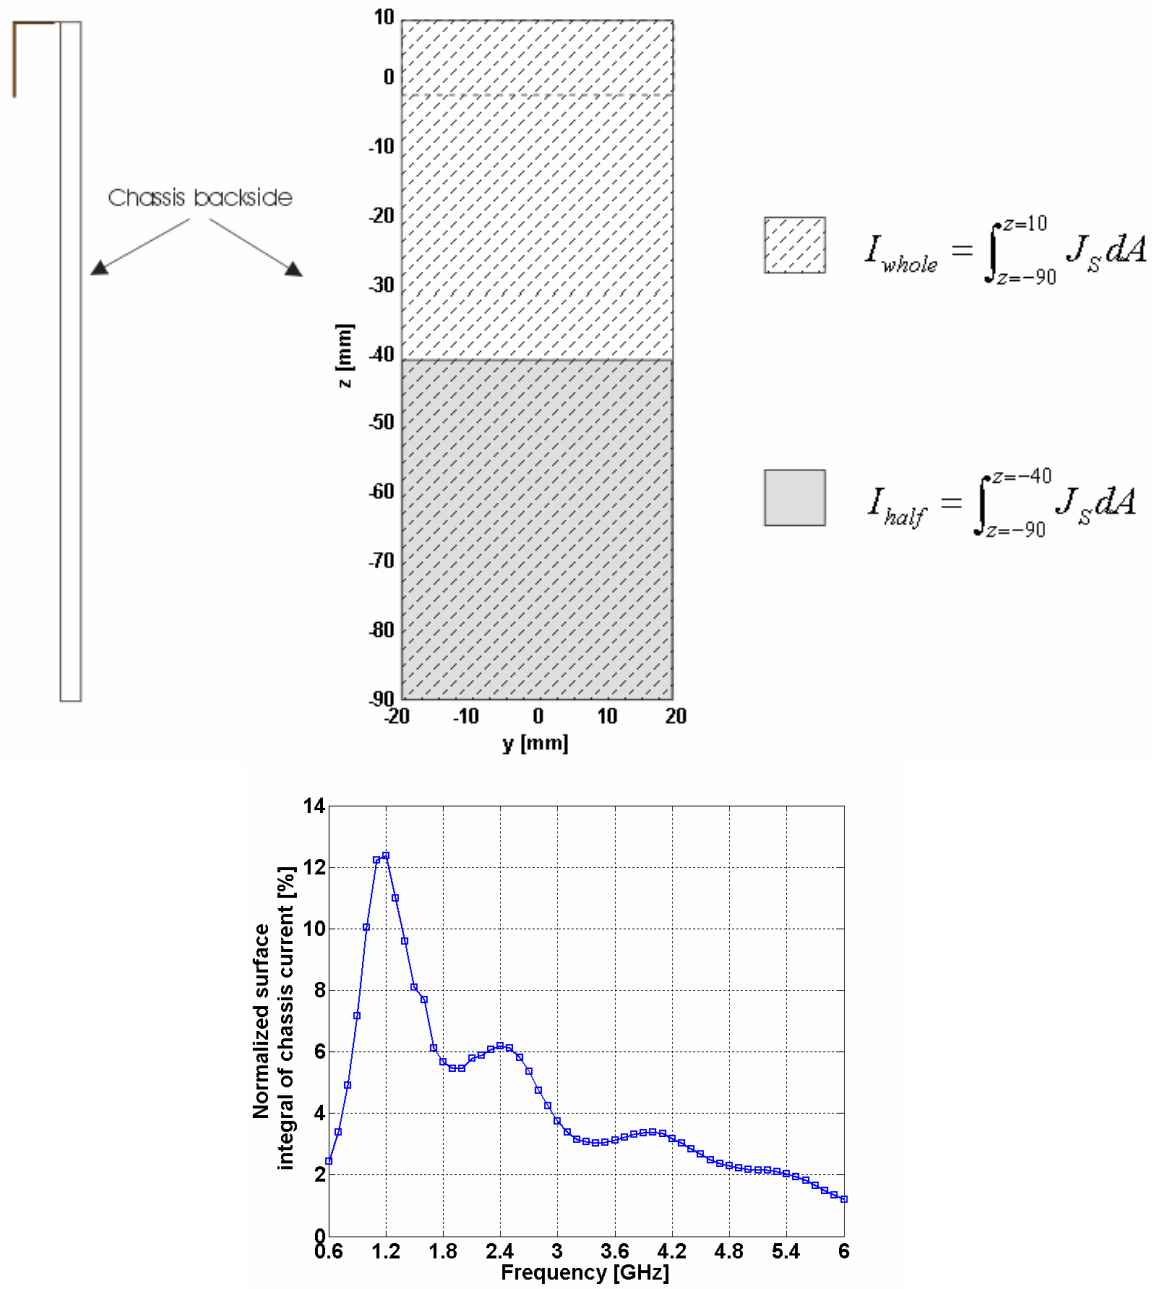 10
0
-10
Chassis backside
-20
-30
z [mm]
-40
-50
-60
-70
-80
-90
-20 -10 0 10 20
y [mm]
I_whole = ∫_{z=-90}^{z=10} J_S dA
I_half = ∫_{z=-90}^{z=-40} J_S dA
Normalized surface
integral of chassis current [%]
14
12
10
8
6
4
2
0
0.6 1.2 1.8 2.4 3 3.6 4.2 4.8 5.4 6
Frequency [GHz]